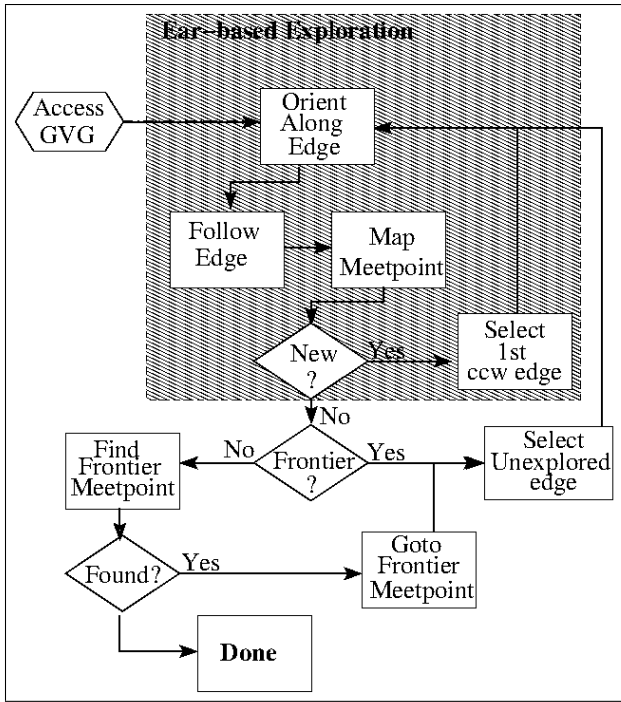 Ear--based Exploration
Access
GVG
Orient
Along
Edge
Follow
Edge
Map
Meetpoint
New
?
Yes
Select
1st
ccw edge
No
Find
Frontier
Meetpoint
No
Frontier
?
Yes
Select
Unexplored
edge
Found?
Yes
Goto
Frontier
Meetpoint
Done